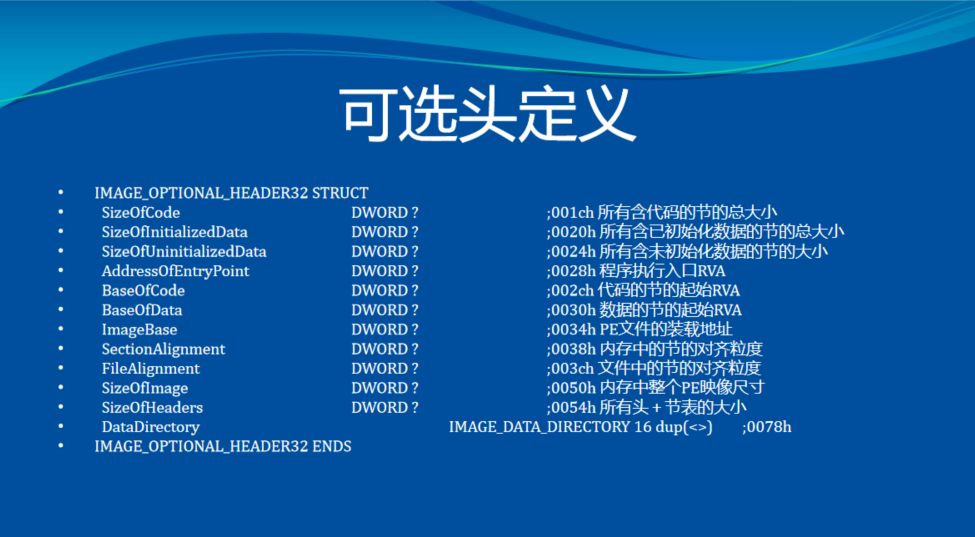 可选头定义
• IMAGE_OPTIONAL_HEADER32 STRUCT
• SizeOfCode DWORD ? ;001ch 所有含代码的节的总大小
• SizeOfInitializedData DWORD ? ;0020h 所有含已初始化数据的节的总大小
• SizeOfUninitializedData DWORD ? ;0024h 所有含未初始化数据的节的大小
• AddressOfEntryPoint DWORD ? ;0028h 程序执行入口RVA
• BaseOfCode DWORD ? ;002ch 代码的节的起始RVA
• BaseOfData DWORD ? ;0030h 数据的节的起始RVA
• ImageBase DWORD ? ;0034h PE文件的装载地址
• SectionAlignment DWORD ? ;0038h 内存中的节的对齐粒度
• FileAlignment DWORD ? ;003ch 文件中的节的对齐粒度
• SizeOfImage DWORD ? ;0050h 内存中整个PE映像尺寸
• SizeOfHeaders DWORD ? ;0054h 所有头 + 节表的大小
• DataDirectory IMAGE_DATA_DIRECTORY 16 dup(<>) ;0078h
• IMAGE_OPTIONAL_HEADER32 ENDS